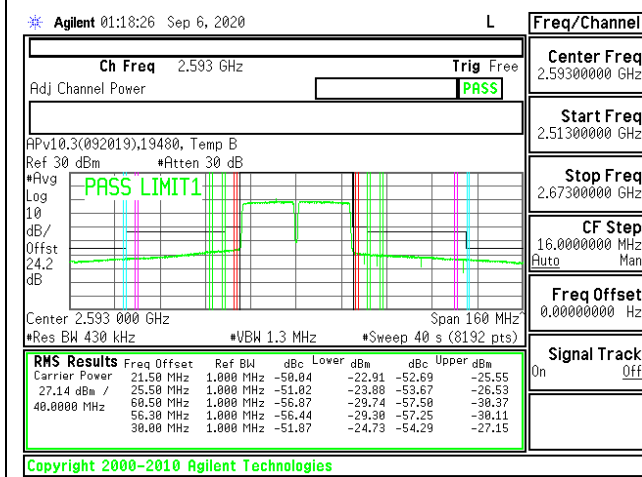 Agilent 01:18:26 Sep 6, 2020 L
Freq/Channel
Ch Freq 2.593 GHz Trig Free
Adj Channel Power PASS
APv10.3(092019),19480, Temp B
Ref 30 dBm #Atten 30 dB
#Avg
Log
10
dB/
Offst
24.2
dB
PASS LIMIT1
Center 2.593 000 GHz Span 160 MHz
#Res BW 430 kHz #VBW 1.3 MHz #Sweep 40 s (8192 pts)
RMS Results Freq Offset Ref BW dBc Lower dBm dBc Upper dBm
Carrier Power 21.50 MHz 1.000 MHz -50.04 -22.91 -52.69 -25.55
27.14 dBm / 25.50 MHz 1.000 MHz -51.02 -23.88 -53.67 -26.53
40.0000 MHz 60.50 MHz 1.000 MHz -56.87 -29.74 -57.50 -30.37
56.30 MHz 1.000 MHz -56.44 -29.30 -57.25 -30.11
30.00 MHz 1.000 MHz -51.87 -24.73 -54.29 -27.15
Copyright 2000-2010 Agilent Technologies
Center Freq
2.59300000 GHz
Start Freq
2.51300000 GHz
Stop Freq
2.67300000 GHz
CF Step
16.0000000 MHz
Auto Man
Freq Offset
0.00000000 Hz
Signal Track
On Off